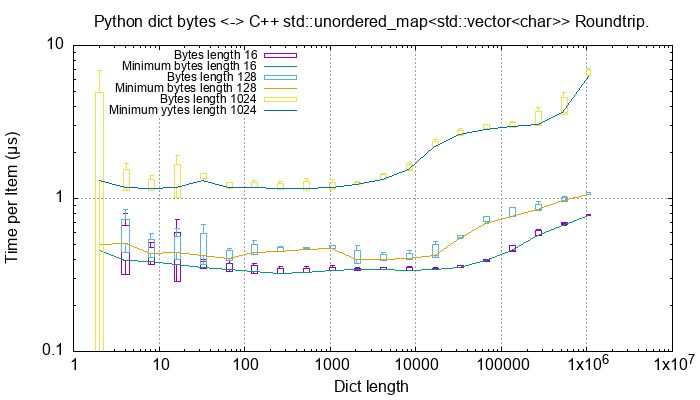 Python dict bytes <-> C++ std::unordered_map<std::vector<char>> Roundtrip.
Bytes length 16
Minimum bytes length 16
Bytes length 128
Minimum bytes length 128
Bytes length 1024
Minimum yytes length 1024
Time per Item (µs)
10
1
0.1
1 10 100 1000 10000 100000 1x10^6 1x10^7
Dict length